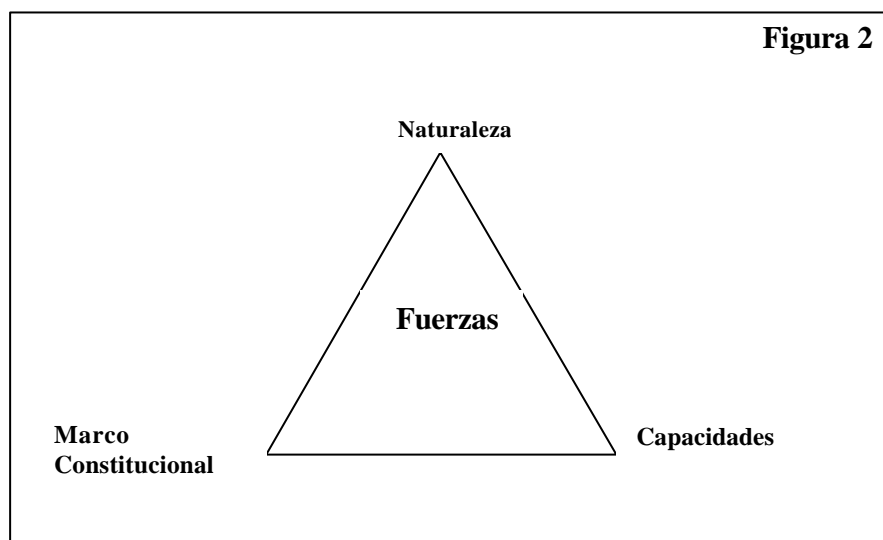 Figura 2
Naturaleza
Fuerzas
Marco
Constitucional
Capacidades